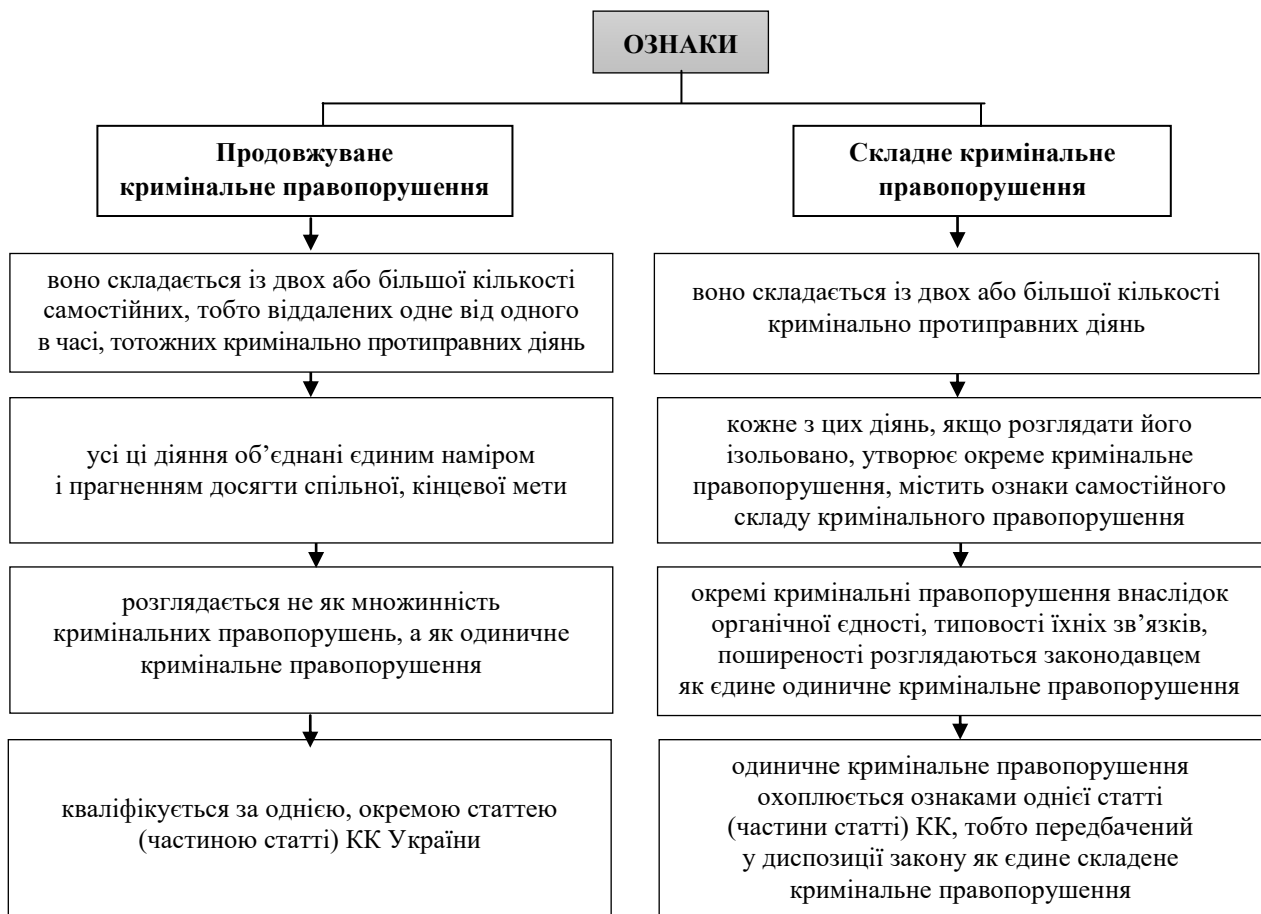 ОЗНАКИ
Продовжуване
кримінальне правопорушення
воно складається із двох або більшої кількості
самостійних, тобто віддалених одне від одного
в часі, тотожних кримінально протиправних діянь
усі ці діяння об’єднані єдиним наміром
і прагненням досягти спільної, кінцевої мети
розглядається не як множинність
кримінальних правопорушень, а як одиничне
кримінальне правопорушення
кваліфікується за однією, окремою статтею
(частиною статті) КК України
Складне кримінальне
правопорушення
воно складається із двох або більшої кількості
кримінально протиправних діянь
кожне з цих діянь, якщо розглядати його
ізольовано, утворює окреме кримінальне
правопорушення, містить ознаки самостійного
складу кримінального правопорушення
окремі кримінальні правопорушення внаслідок
органічної єдності, типовості їхніх зв’язків,
поширеності розглядаються законодавцем
як єдине одиничне кримінальне правопорушення
одиничне кримінальне правопорушення
охоплюється ознаками однієї статті
(частини статті) КК, тобто передбачений
у диспозиції закону як єдине складене
кримінальне правопорушення